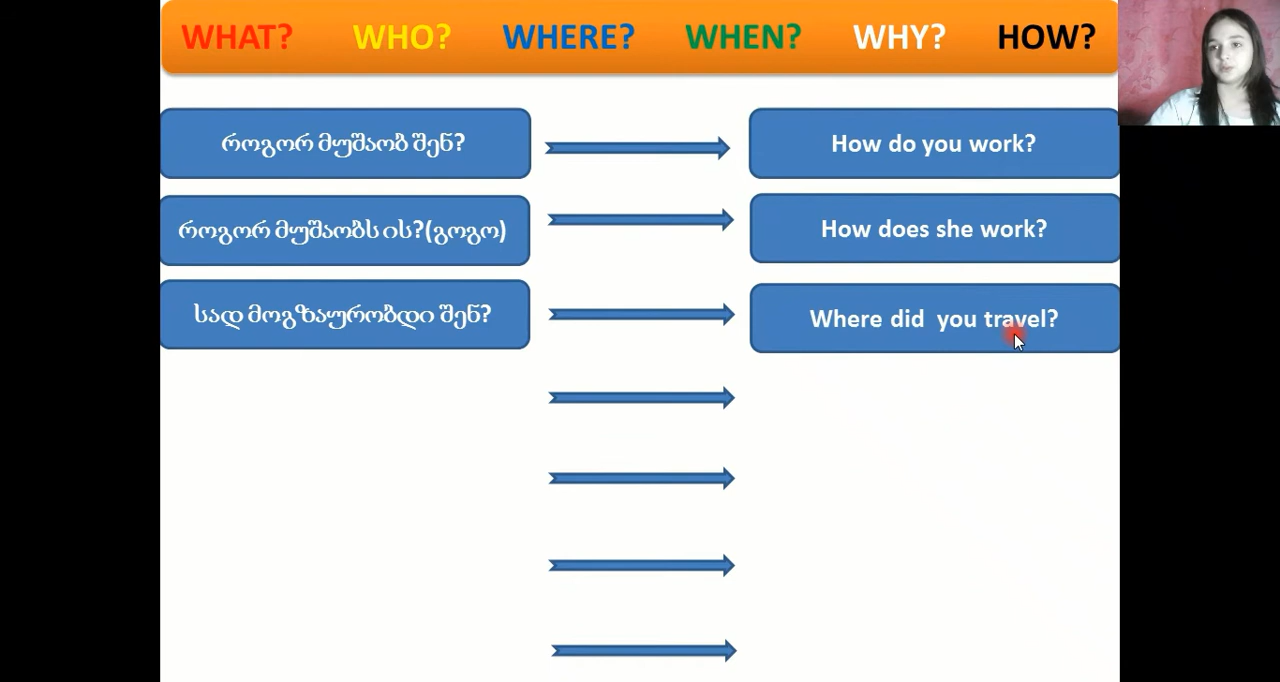 WHAT? WHO? WHERE? WHEN? WHY? HOW?
როგორ მუშაობ შენ?
How do you work?
როგორ მუშაობს ის?(გოგო)
How does she work?
სად მოგზაურობდი შენ?
Where did you travel?